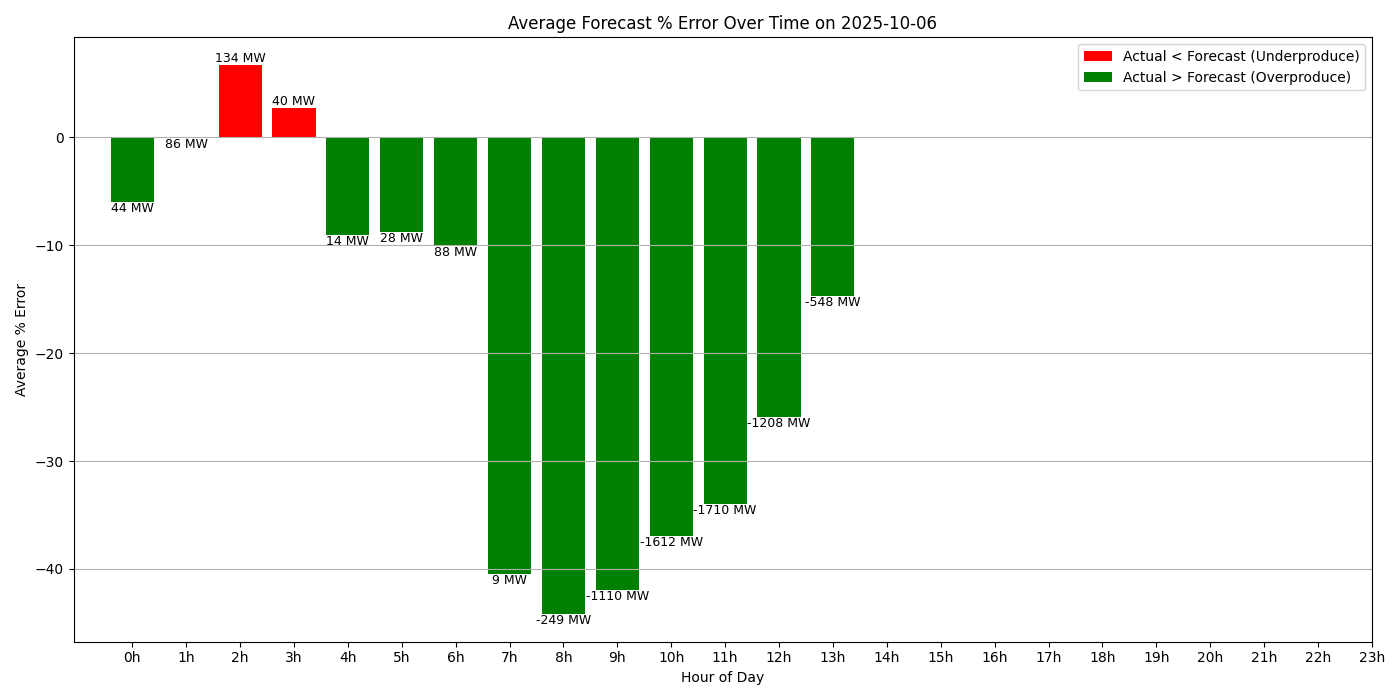 Average Forecast % Error Over Time on 2025-10-06
Actual < Forecast (Underproduce)
Actual > Forecast (Overproduce)
134 MW
40 MW
86 MW
44 MW
14 MW
28 MW
88 MW
-548 MW
-1208 MW
-1710 MW
-1612 MW
9 MW
-1110 MW
-249 MW
0
−10
−20
−30
−40
Average % Error
0h 1h 2h 3h 4h 5h 6h 7h 8h 9h 10h 11h 12h 13h 14h 15h 16h 17h 18h 19h 20h 21h 22h 23h
Hour of Day